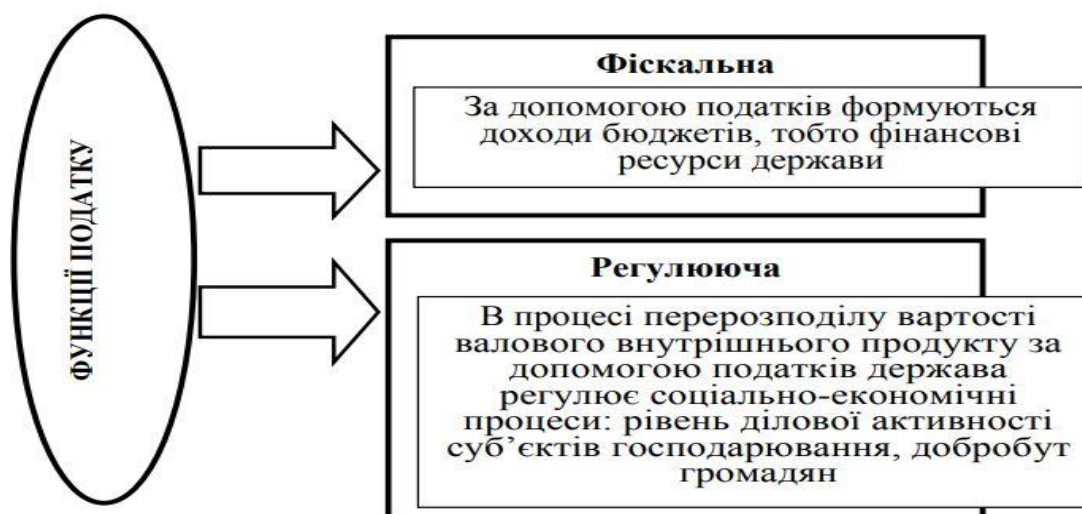 ФУНКЦІЇ ПОДАТКУ
Фіскальна
За допомогою податків формуються
доходи бюджетів, тобто фінансові
ресурси держави
Регулююча
В процесі перерозподілу вартості
валового внутрішнього продукту за
допомогою податків держава
регулює соціально-економічні
процеси: рівень ділової активності
суб’єктів господарювання, добробут
громадян